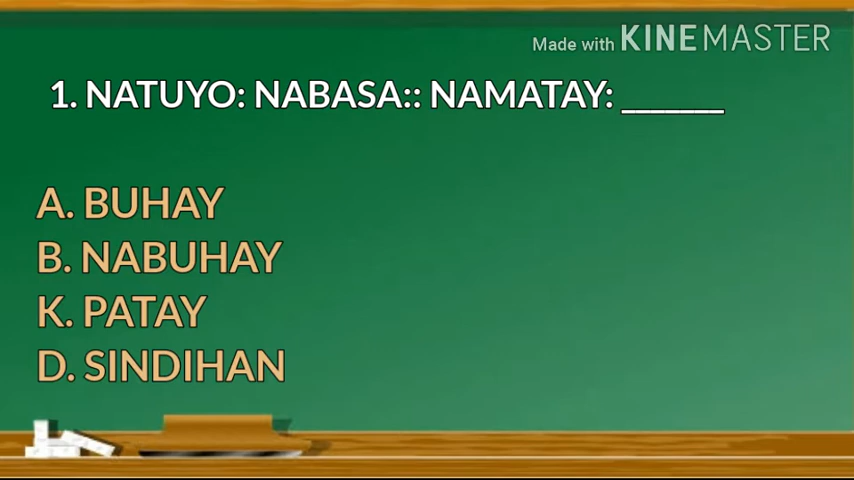 Made with KINEMASTER
1. NATUYO: NABASA:: NAMATAY: ______
A. BUHAY
B. NABUHAY
K. PATAY
D. SINDIHAN